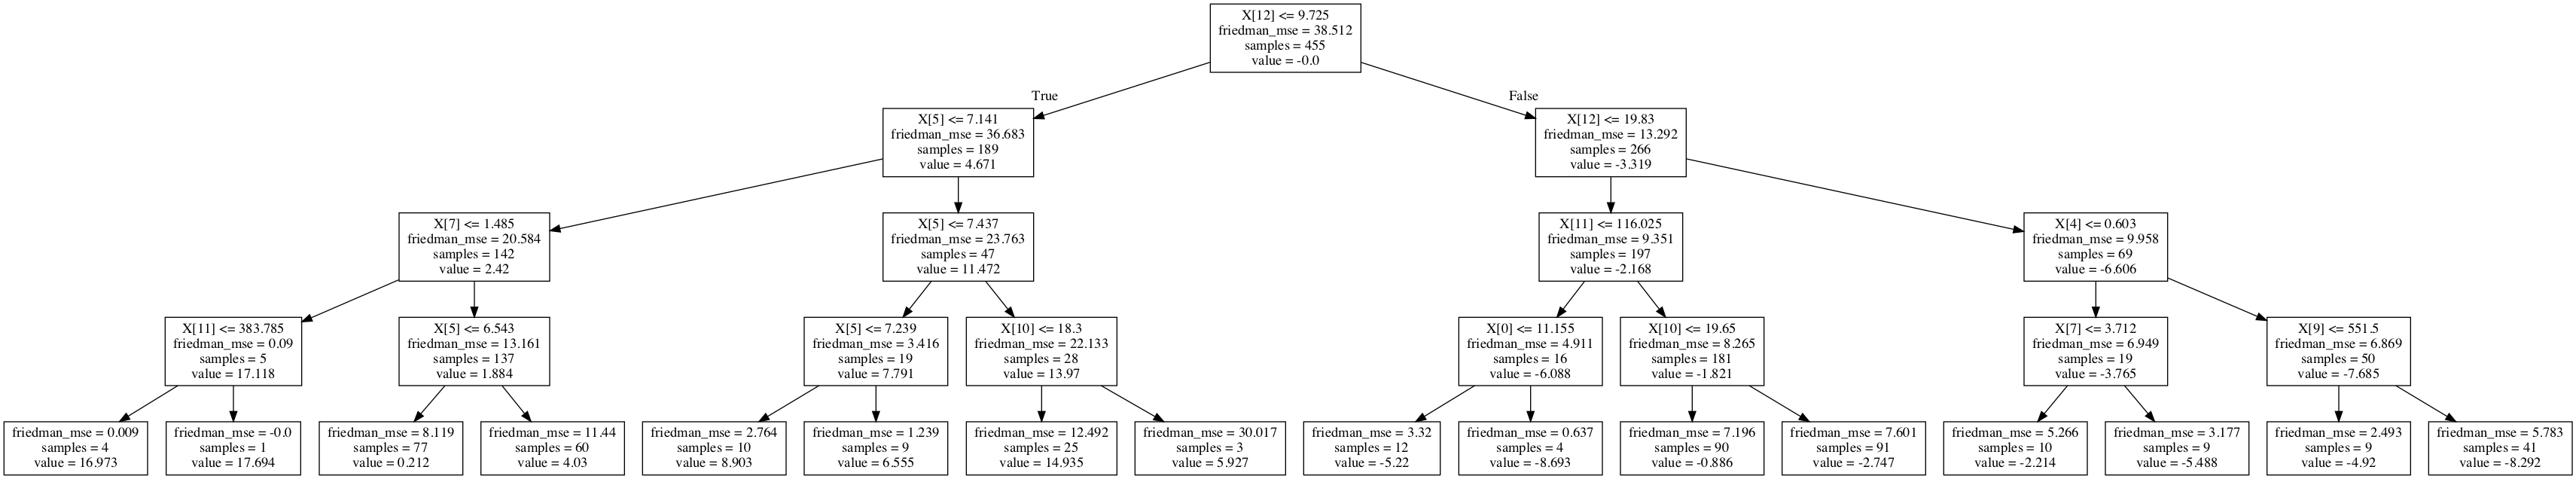 X[12] <= 9.725
friedman_mse = 38.512
samples = 455
value = -0.0
True
False
X[5] <= 7.141
friedman_mse = 36.683
samples = 189
value = 4.671
X[12] <= 19.83
friedman_mse = 13.292
samples = 266
value = -3.319
X[7] <= 1.485
friedman_mse = 20.584
samples = 142
value = 2.42
X[5] <= 7.437
friedman_mse = 23.763
samples = 47
value = 11.472
X[11] <= 116.025
friedman_mse = 9.351
samples = 197
value = -2.168
X[4] <= 0.603
friedman_mse = 9.958
samples = 69
value = -6.606
X[11] <= 383.785
friedman_mse = 0.09
samples = 5
value = 17.118
X[5] <= 6.543
friedman_mse = 13.161
samples = 137
value = 1.884
X[5] <= 7.239
friedman_mse = 3.416
samples = 19
value = 7.791
X[10] <= 18.3
friedman_mse = 22.133
samples = 28
value = 13.97
X[0] <= 11.155
friedman_mse = 4.911
samples = 16
value = -6.088
X[10] <= 19.65
friedman_mse = 8.265
samples = 181
value = -1.821
X[7] <= 3.712
friedman_mse = 6.949
samples = 19
value = -3.765
X[9] <= 551.5
friedman_mse = 6.869
samples = 50
value = -7.685
friedman_mse = 0.009
samples = 4
value = 16.973
friedman_mse = -0.0
samples = 1
value = 17.694
friedman_mse = 8.119
samples = 77
value = 0.212
friedman_mse = 11.44
samples = 60
value = 4.03
friedman_mse = 2.764
samples = 10
value = 8.903
friedman_mse = 1.239
samples = 9
value = 6.555
friedman_mse = 12.492
samples = 25
value = 14.935
friedman_mse = 30.017
samples = 3
value = 5.927
friedman_mse = 3.32
samples = 12
value = -5.22
friedman_mse = 0.637
samples = 4
value = -8.693
friedman_mse = 7.196
samples = 90
value = -0.886
friedman_mse = 7.601
samples = 91
value = -2.747
friedman_mse = 5.266
samples = 10
value = -2.214
friedman_mse = 3.177
samples = 9
value = -5.488
friedman_mse = 2.493
samples = 9
value = -4.92
friedman_mse = 5.783
samples = 41
value = -8.292